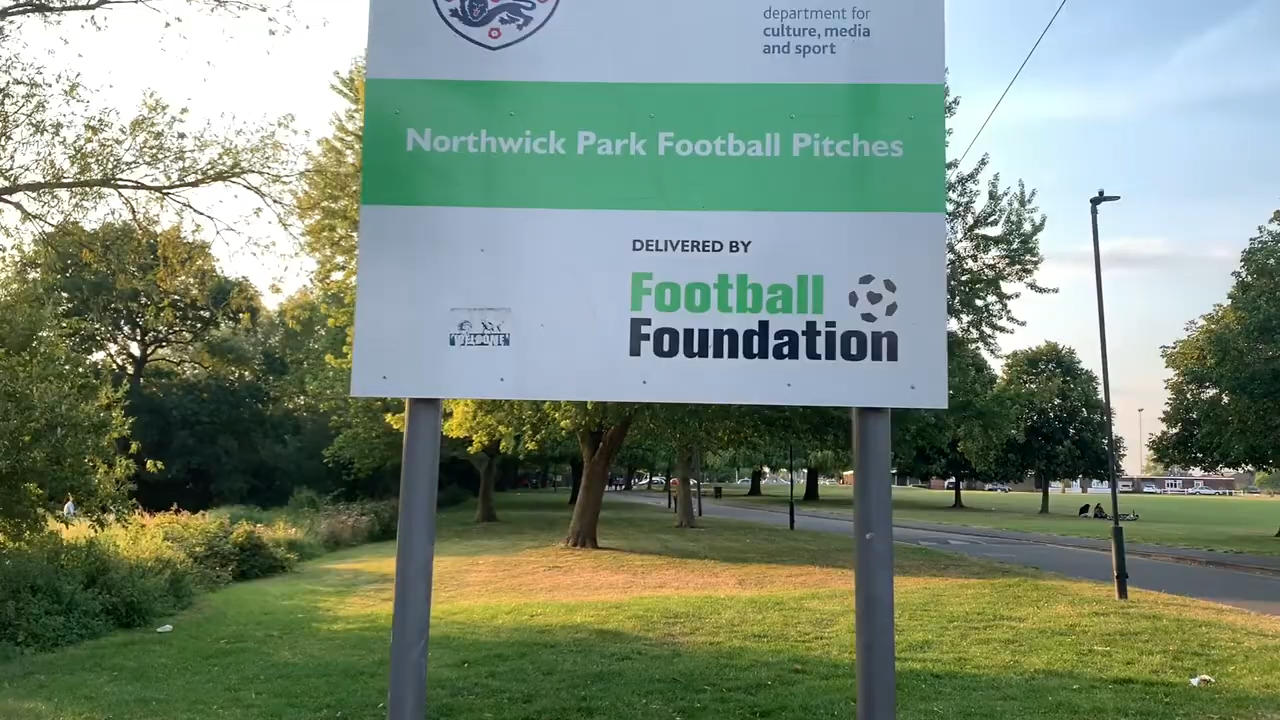 department for
culture, media
and sport
Northwick Park Football Pitches
DELIVERED BY
Football
Foundation